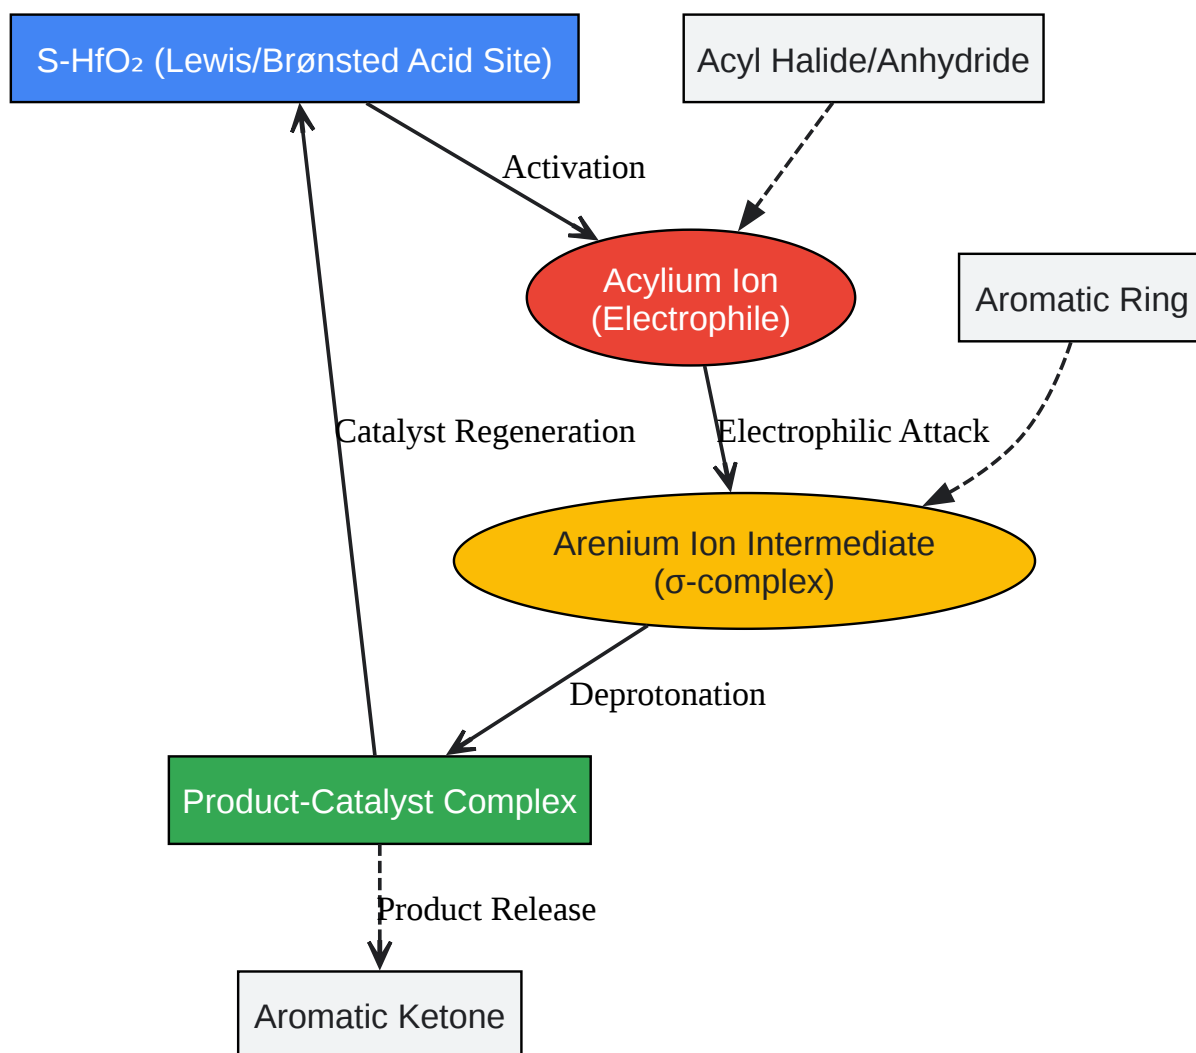 S-HfO₂ (Lewis/Brønsted Acid Site)
Acyl Halide/Anhydride
Activation
Acylium Ion
(Electrophile)
Aromatic Ring
Catalyst Regeneration
Electrophilic Attack
Arenium Ion Intermediate
(σ-complex)
Deprotonation
Product-Catalyst Complex
Product Release
Aromatic Ketone